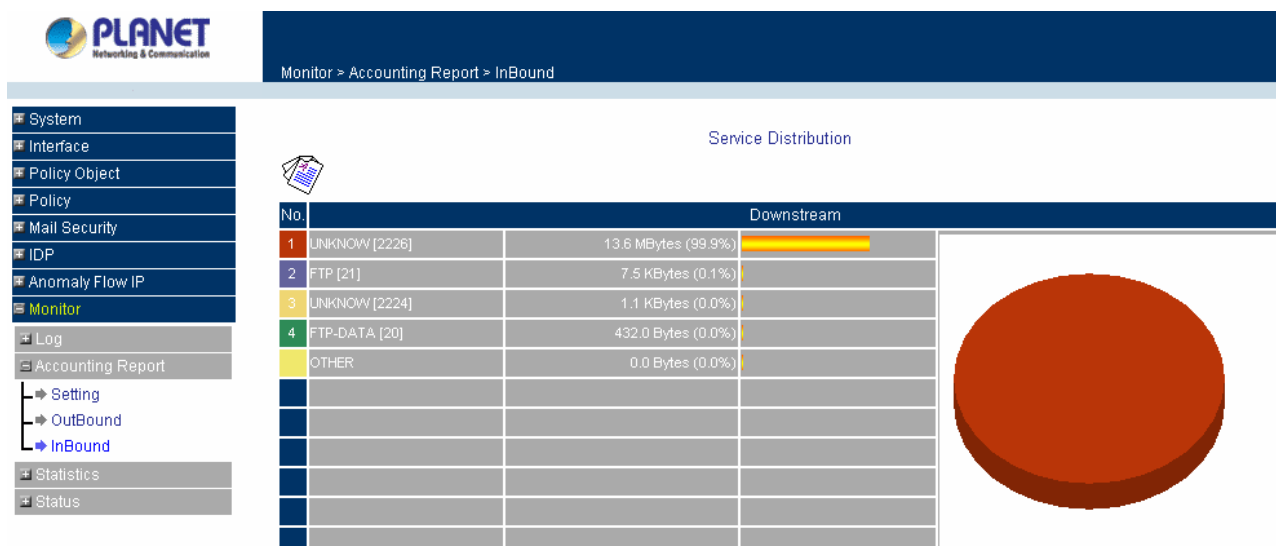 PLANET
Networking & Communication
Monitor > Accounting Report > InBound
System
Interface
Policy Object
Policy
Mail Security
IDP
Anomaly Flow IP
Monitor
Log
Accounting Report
Setting
OutBound
InBound
Statistics
Status
Service Distribution
No. Downstream
1 UNKNOW [2226] 13.6 MBytes (99.9%)
2 FTP [21] 7.5 KBytes (0.1%)
3 UNKNOW [2224] 1.1 KBytes (0.0%)
4 FTP-DATA [20] 432.0 Bytes (0.0%)
OTHER 0.0 Bytes (0.0%)